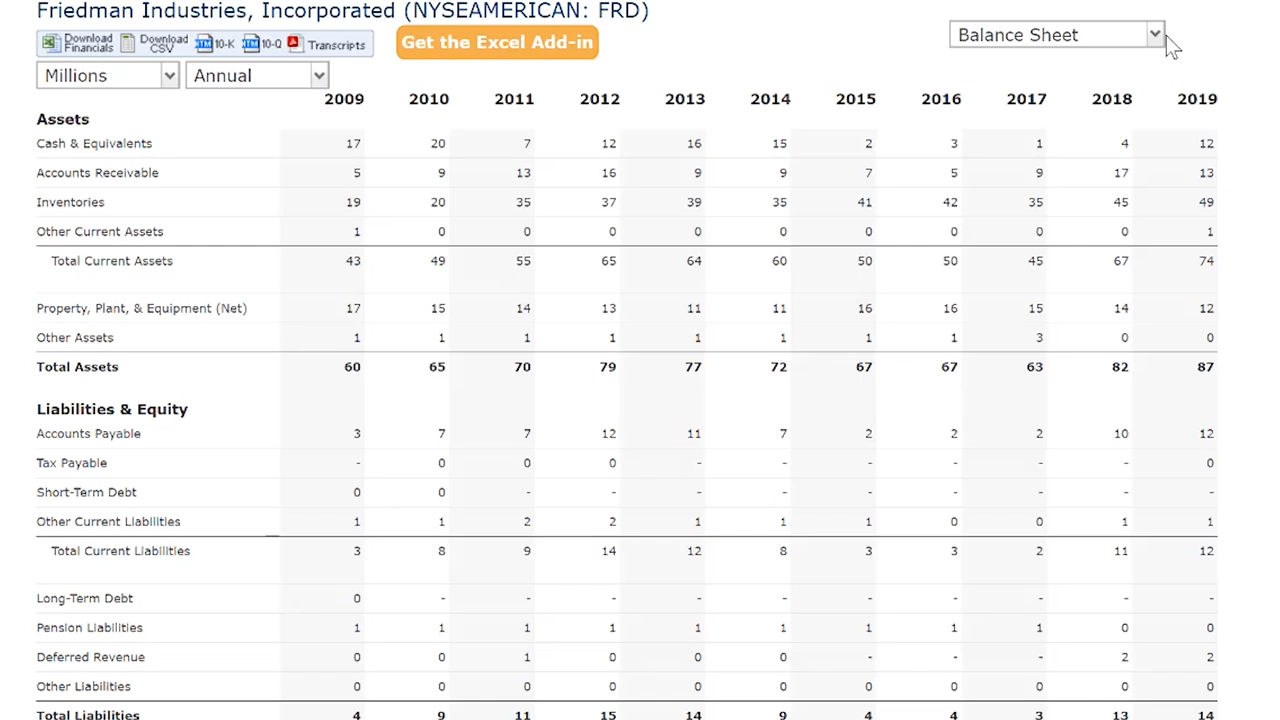 Friedman Industries, Incorporated (NYSEAMERICAN: FRD)
Download Financials Download CSV 10-K 10-Q Transcripts Get the Excel Add-in Balance Sheet
Millions Annual
2009 2010 2011 2012 2013 2014 2015 2016 2017 2018 2019
Assets
Cash & Equivalents 17 20 7 12 16 15 2 3 1 4 12
Accounts Receivable 5 9 13 16 9 9 7 5 9 17 13
Inventories 19 20 35 37 39 35 41 42 35 45 49
Other Current Assets 1 0 0 0 0 0 0 0 0 0 1
Total Current Assets 43 49 55 65 64 60 50 50 45 67 74
Property, Plant, & Equipment (Net) 17 15 14 13 11 11 16 16 15 14 12
Other Assets 1 1 1 1 1 1 1 1 3 0 0
Total Assets 60 65 70 79 77 72 67 67 63 82 87
Liabilities & Equity
Accounts Payable 3 7 7 12 11 7 2 2 2 10 12
Tax Payable - 0 0 0 - - - - - - 0
Short-Term Debt 0 0 - - - - - - - - -
Other Current Liabilities 1 1 2 2 1 1 1 0 0 1 1
Total Current Liabilities 3 8 9 14 12 8 3 3 2 11 12
Long-Term Debt 0 - - - - - - - - - -
Pension Liabilities 1 1 1 1 1 1 1 1 1 0 0
Deferred Revenue 0 0 1 0 0 0 - - - 2 2
Other Liabilities 0 0 0 0 0 0 0 0 0 0 0
Total Liabilities 4 9 11 15 14 9 4 4 3 13 14